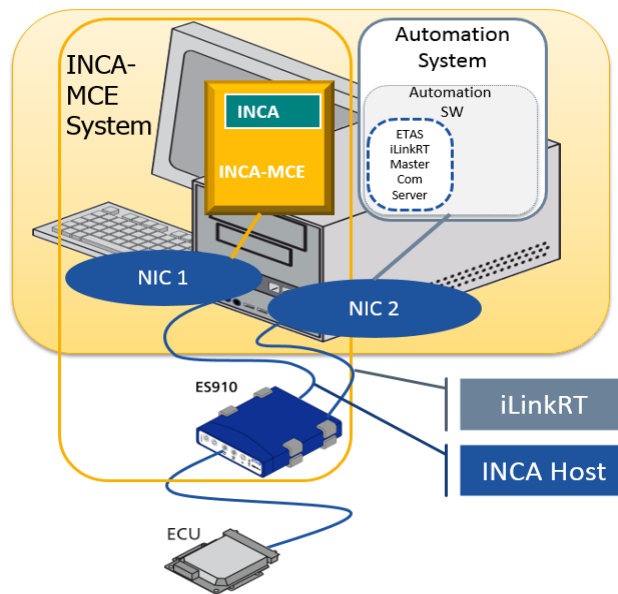 INCA-
MCE
System
INCA
INCA-MCE
Automation
System
Automation
SW
ETAS
iLinkRT
Master
Com
Server
NIC 1
NIC 2
ES910
iLinkRT
INCA Host
ECU